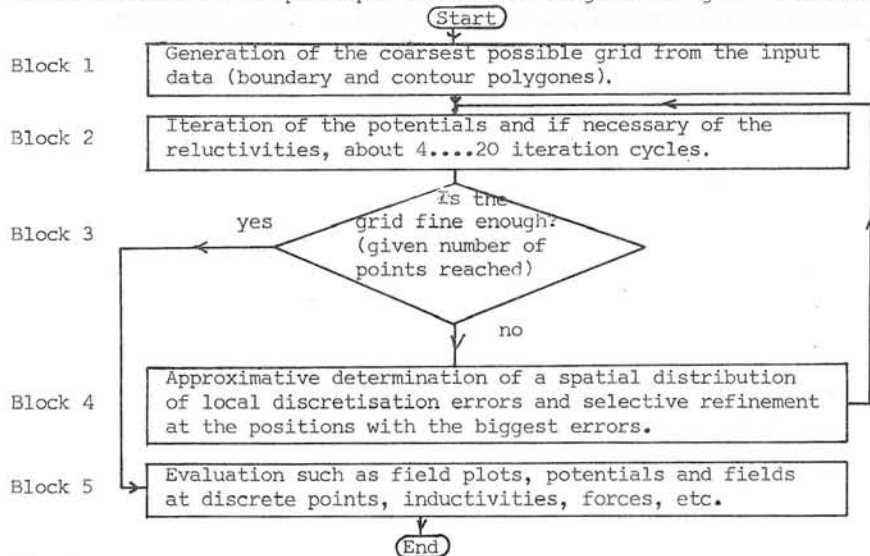 Start
Block 1
Generation of the coarsest possible grid from the input
data (boundary and contour polygones).
Block 2
Iteration of the potentials and if necessary of the
reluctivities, about 4....20 iteration cycles.
Block 3
yes
Is the
grid fine enough?
(given number of
points reached)
no
Block 4
Approximative determination of a spatial distribution
of local discretisation errors and selective refinement
at the positions with the biggest errors.
Block 5
Evaluation such as field plots, potentials and fields
at discrete points, inductivities, forces, etc.
End